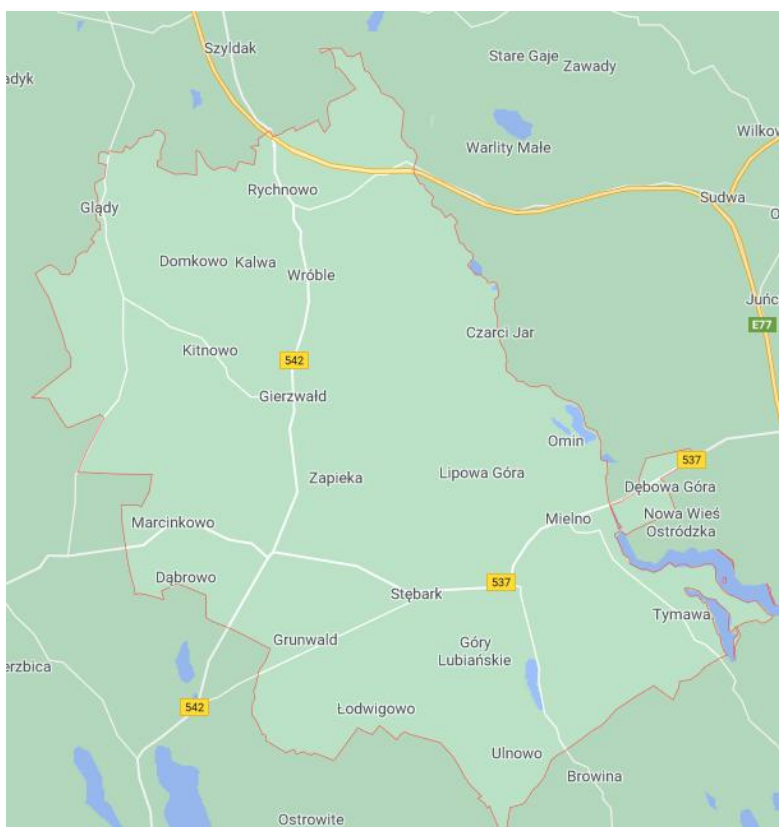 Szyldak
Stare Gaje
Zawady
adyk
Wilkow
Warlity Małe
Rychnowo
Sudwa
Glądy
O
Domkowo
Kalwa
Wróble
Junc
E77
Czarci Jar
Kitnowo
542
Gierzwałd
Omin
537
Zapieka
Lipowa Góra
Dębowa Góra
Marcinkowo
Mielno
Nowa Wieś
Ostródzka
Dąbrowo
537
Stębark
Tymawa
Grunwald
Góry
Lubiańskie
erzbica
542
Łodwigowo
Ulnowo
Browina
Ostrowite